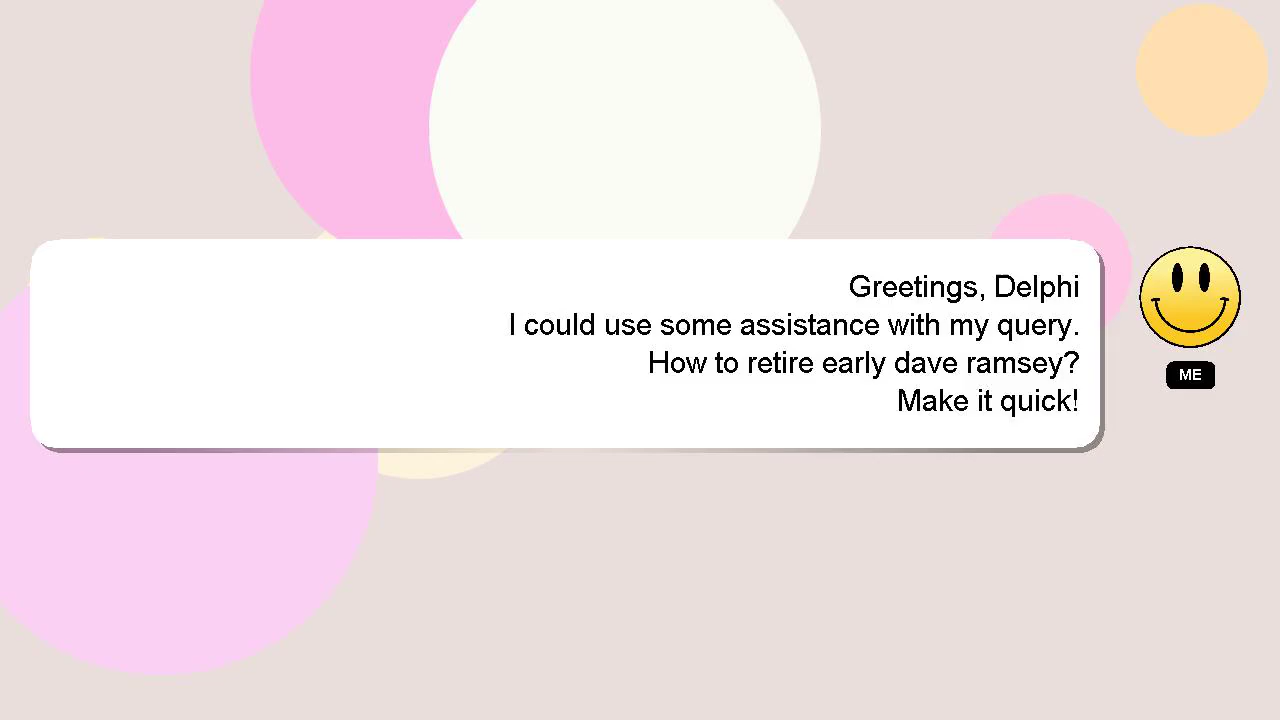 Greetings, Delphi
I could use some assistance with my query.
How to retire early dave ramsey?
Make it quick!
ME